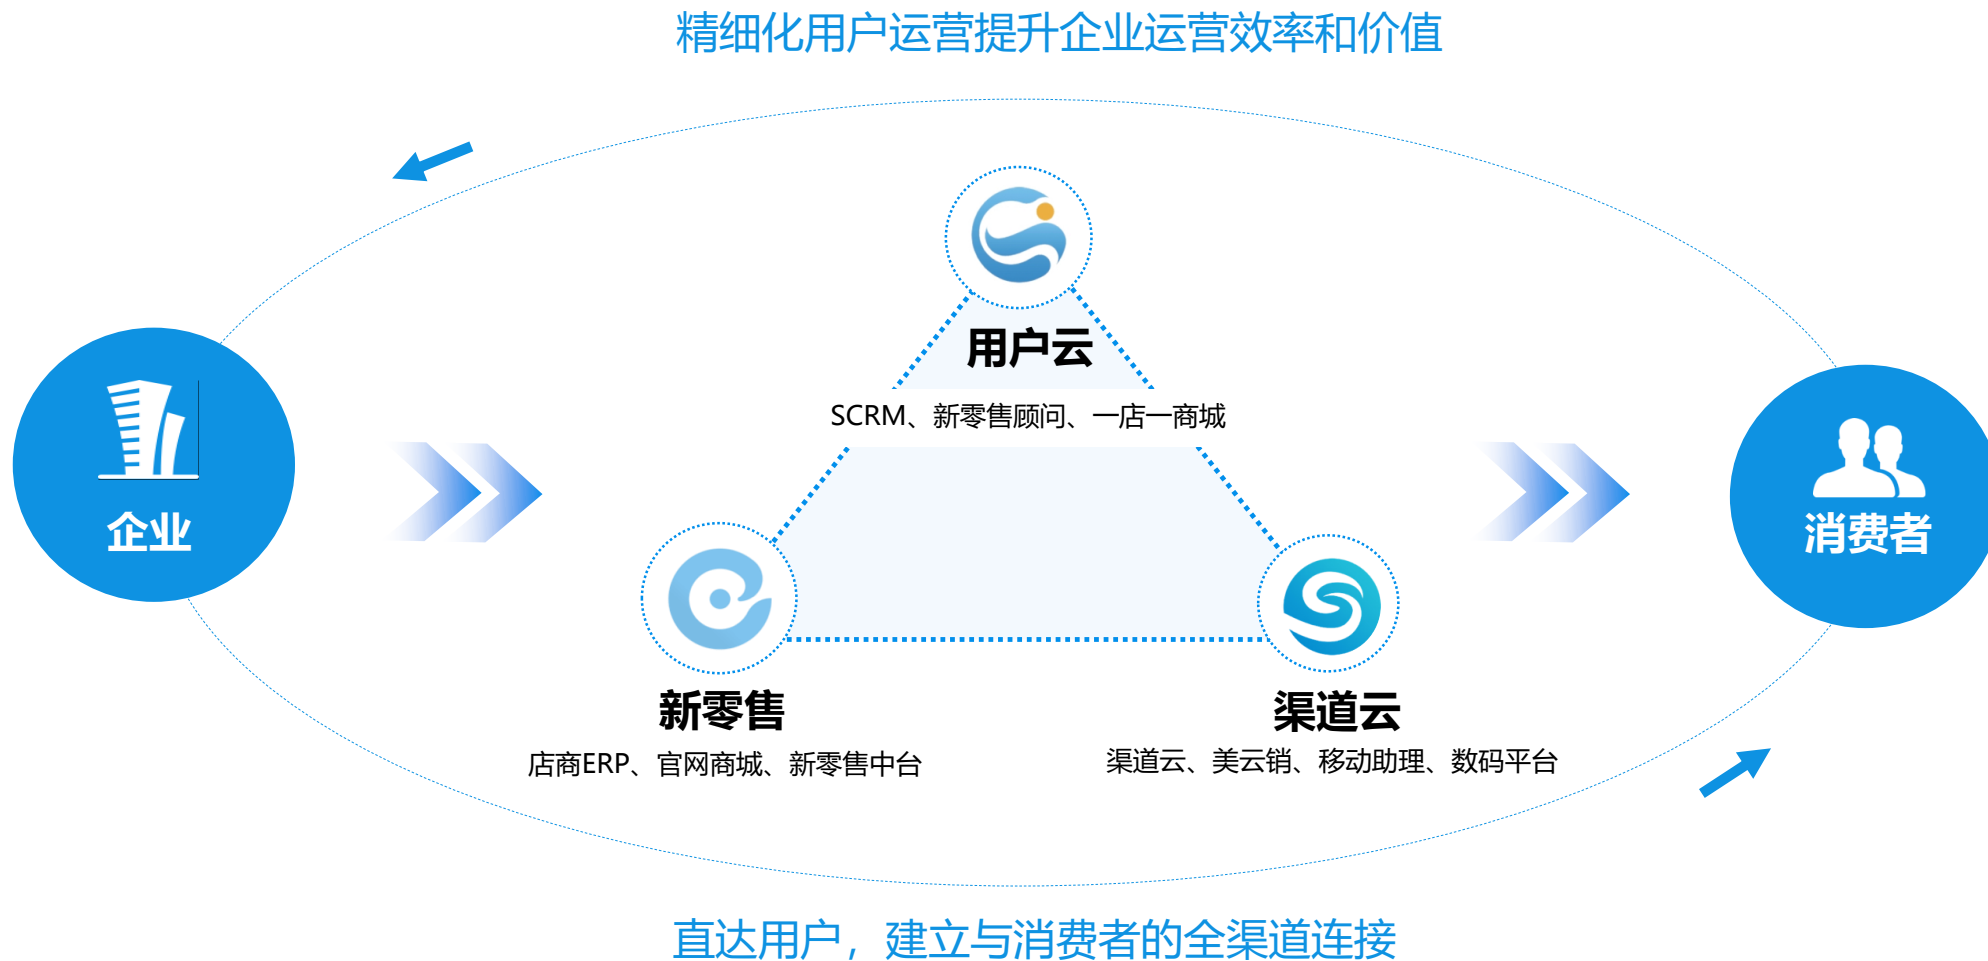 精细化用户运营提升企业运营效率和价值
用户云
SCRM、新零售顾问、一店一商城
企业
消费者
新零售
店商ERP、官网商城、新零售中台
渠道云
渠道云、美云销、移动助理、数码平台
直达用户，建立与消费者的全渠道连接